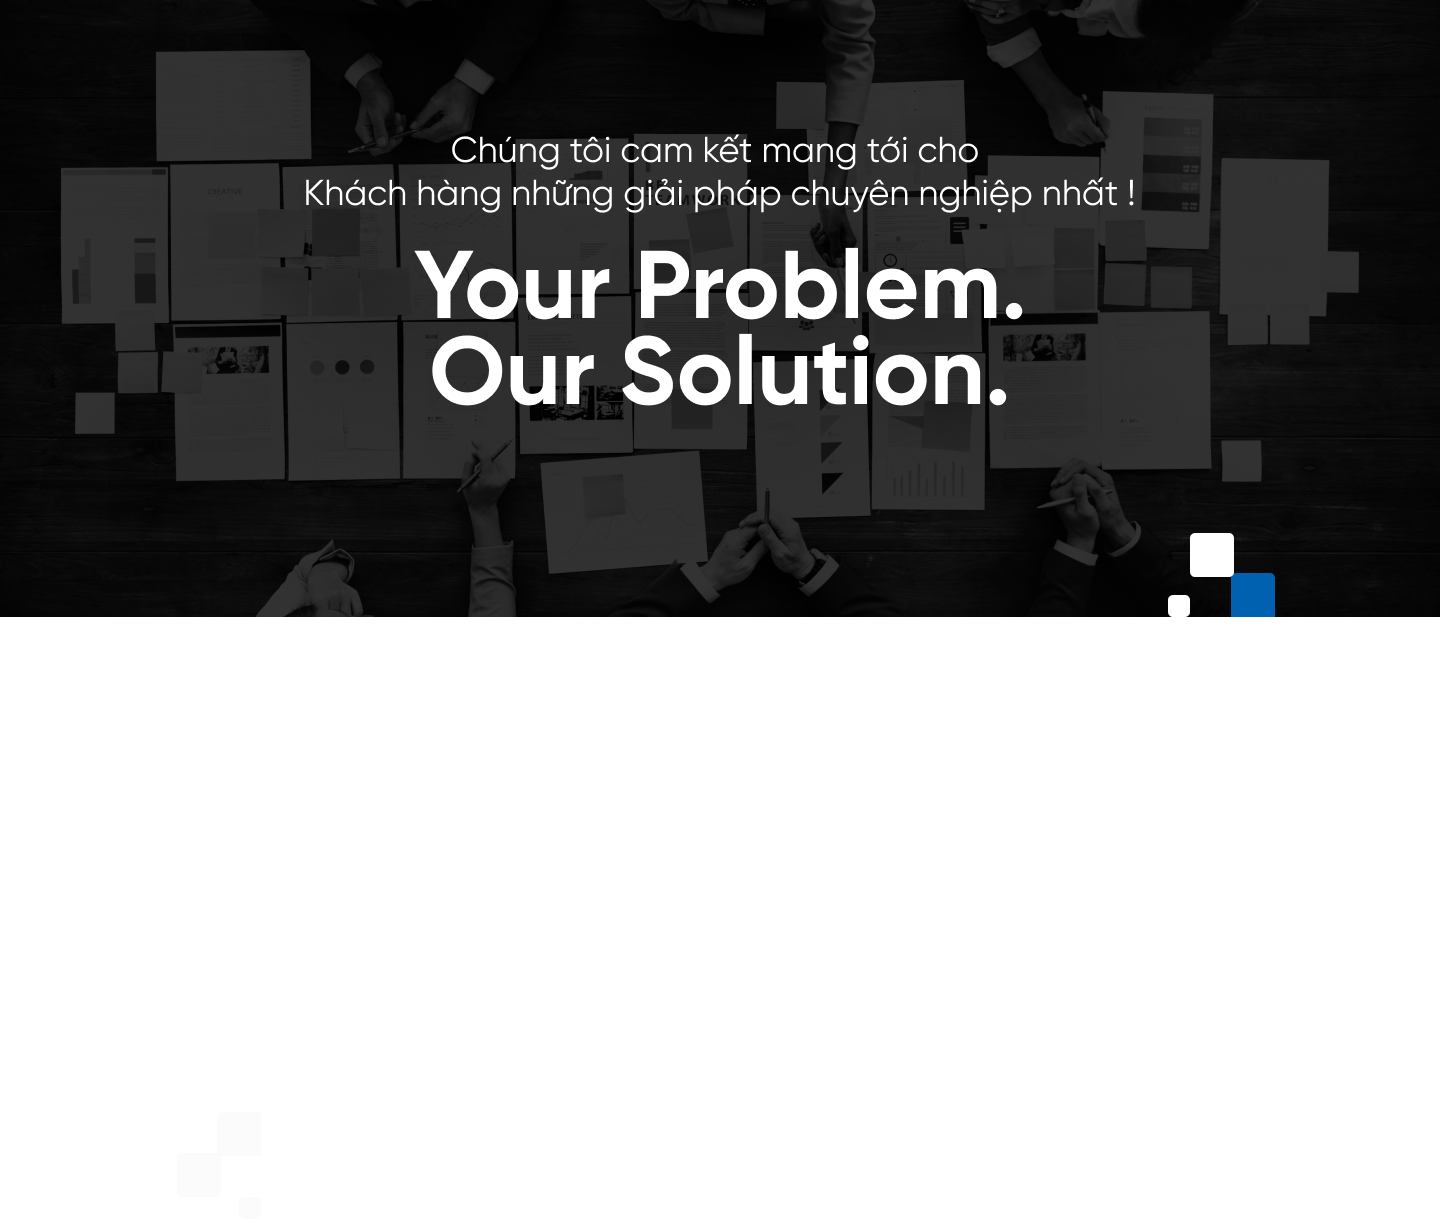 Chúng tôi cam kết mang tới cho
Khách hàng những giải pháp chuyên nghiệp nhất !
Your Problem.
Our Solution.
CREATIVE